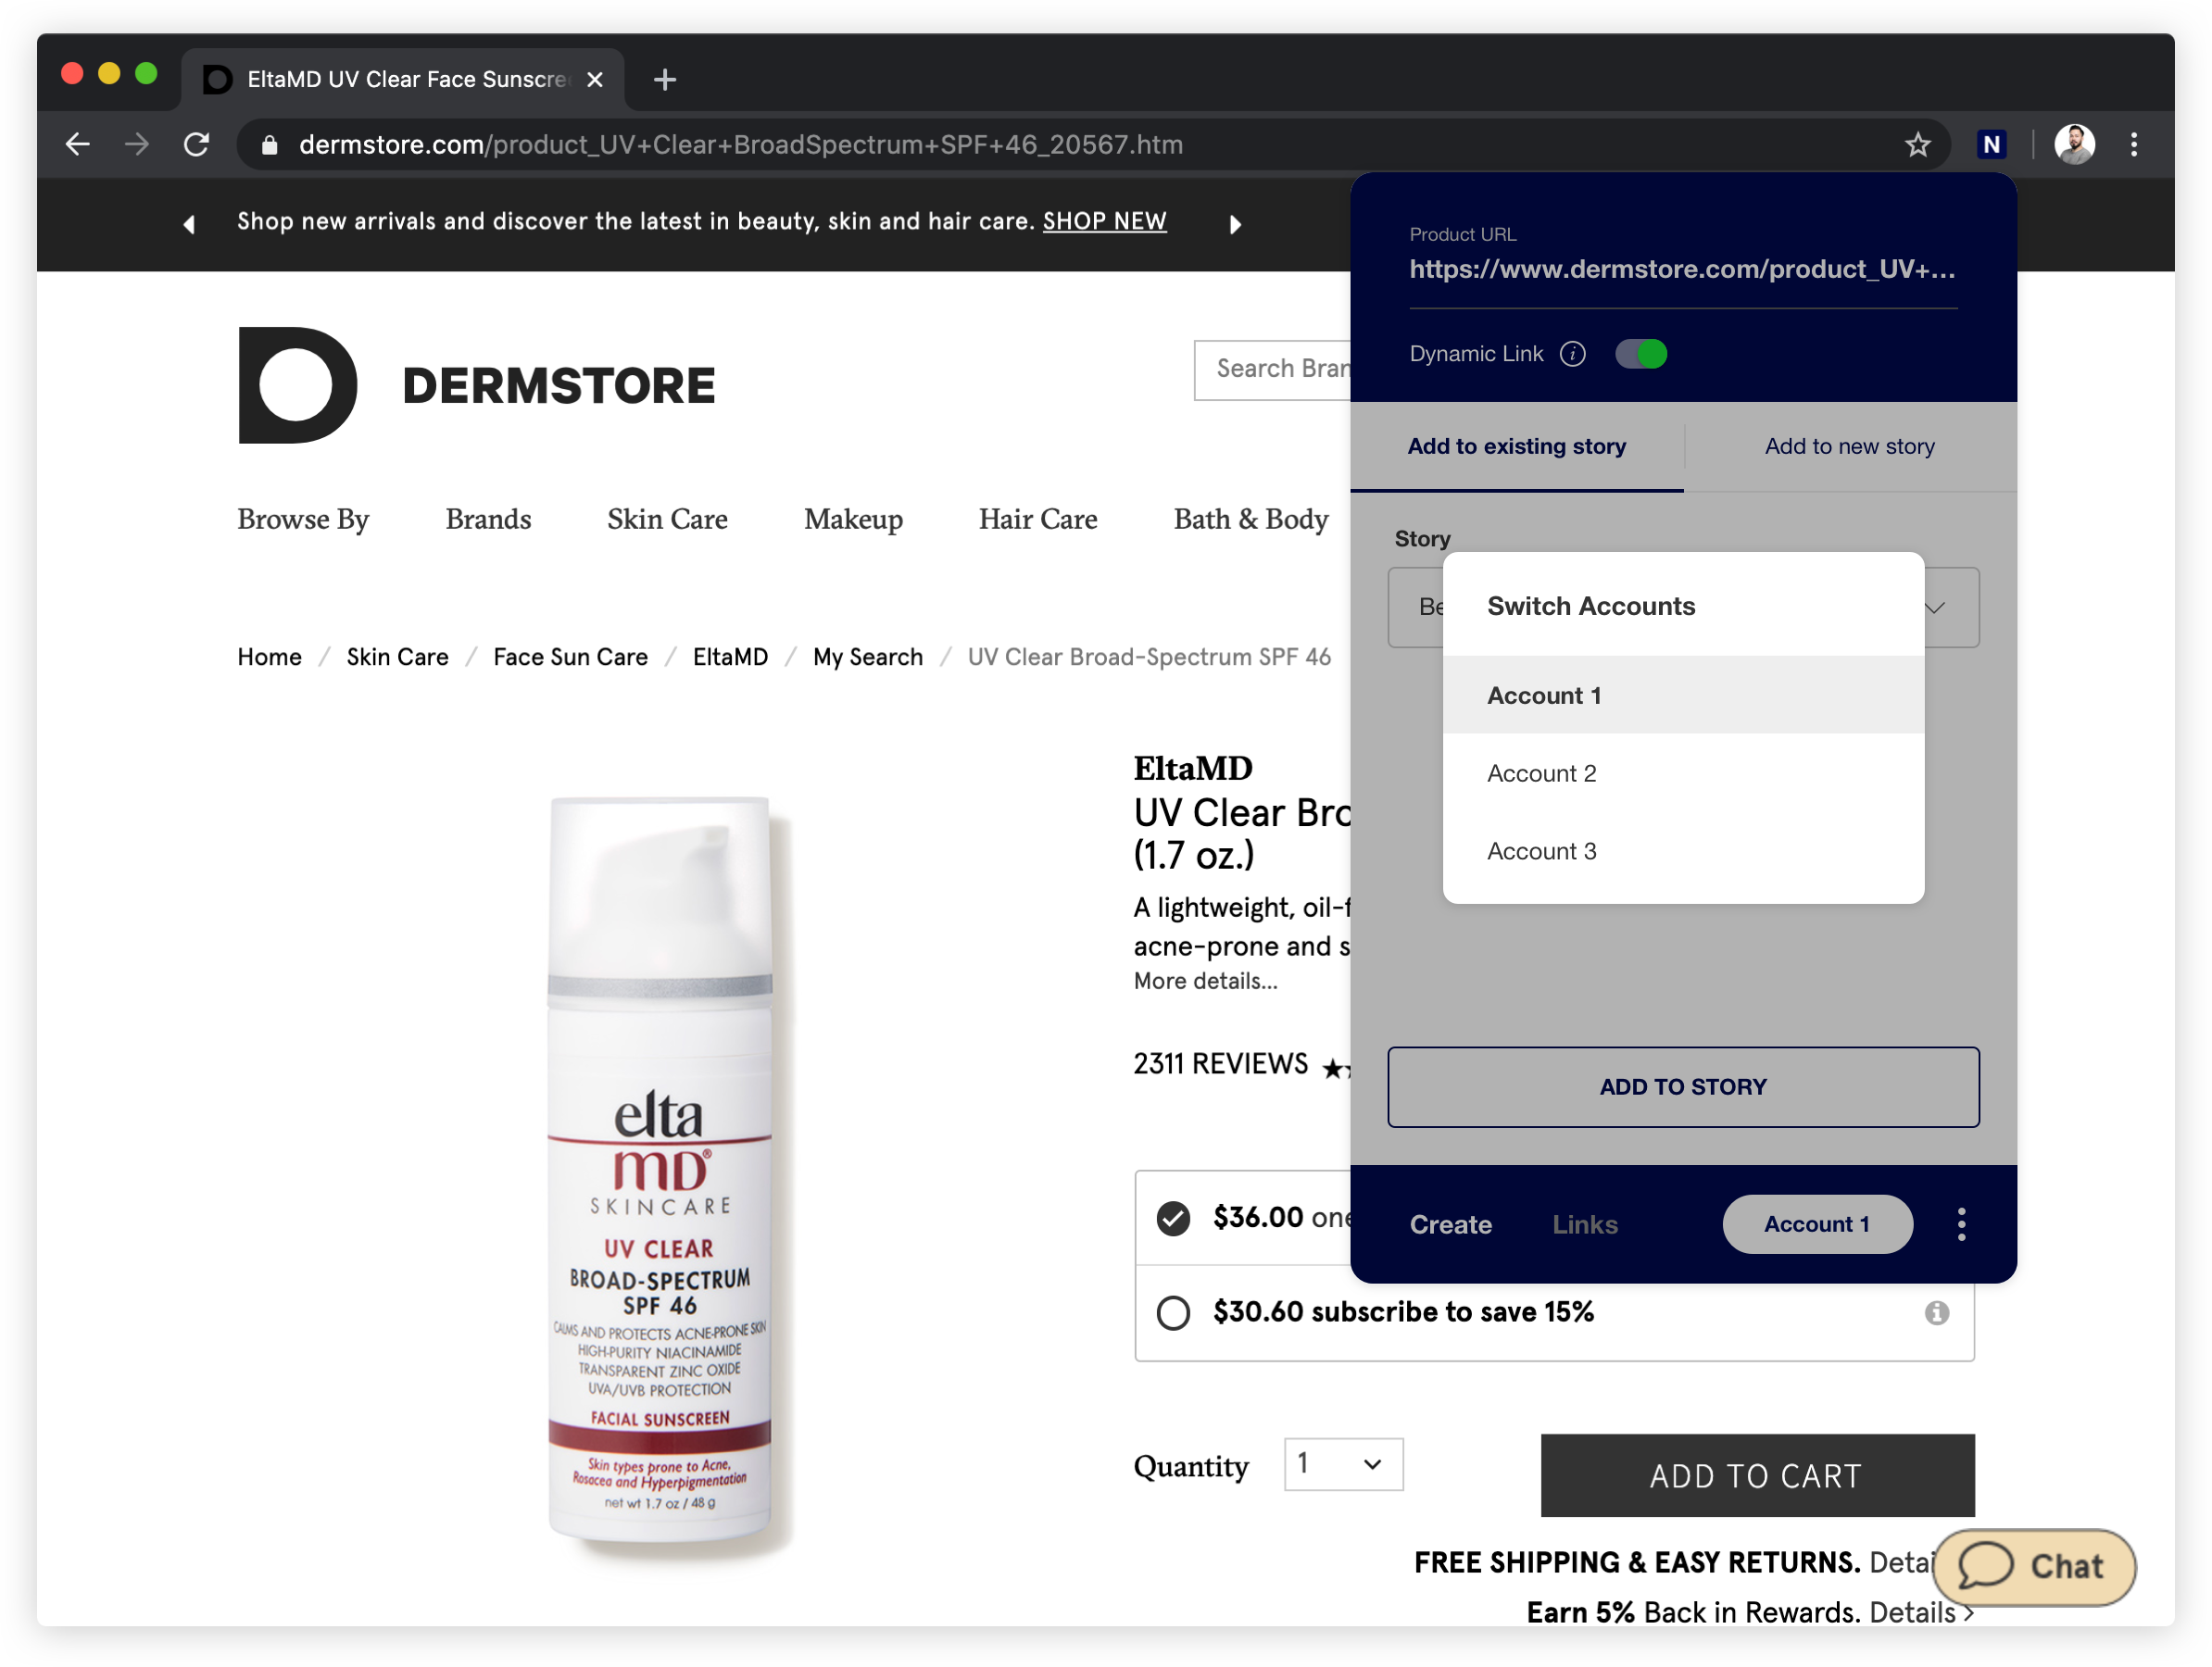 EltaMD UV Clear Face Sunscre
dermstore.com/product_UV+Clear+BroadSpectrum+SPF+46_20567.htm
N
Shop new arrivals and discover the latest in beauty, skin and hair care. SHOP NEW
Product URL
https://www.dermstore.com/product_UV+...
Dynamic Link i
DERMSTORE
Search Bran
Add to existing story
Add to new story
Browse By
Brands
Skin Care
Makeup
Hair Care
Bath & Body
Story
Be
Switch Accounts
Account 1
Account 2
Account 3
Home / Skin Care / Face Sun Care / EltaMD / My Search / UV Clear Broad-Spectrum SPF 46
EltaMD
UV Clear Bro
(1.7 oz.)
A lightweight, oil-f
acne-prone and s
More details...
2311 REVIEWS
ADD TO STORY
Create
Links
Account 1
$36.00 one
$30.60 subscribe to save 15%
elta
MD®
SKINCARE
UV CLEAR
BROAD-SPECTRUM
SPF 46
CALMS AND PROTECTS ACNE-PRONE SKIN
HIGH-PURITY NIACINAMIDE
TRANSPARENT ZINC OXIDE
UVA/UVB PROTECTION
FACIAL SUNSCREEN
Skin types prone to Acne,
Rosacea and Hyperpigmentation
net wt 1.7 oz / 48 g
Quantity
1
ADD TO CART
FREE SHIPPING & EASY RETURNS. Detai
Chat
Earn 5% Back in Rewards. Details >